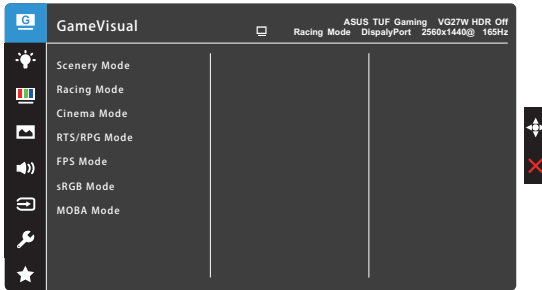 G
GameVisual
ASUS TUF Gaming VG27W HDR Off
Racing Mode DispalyPort 2560x1440@ 165Hz
Scenery Mode
Racing Mode
Cinema Mode
RTS/RPG Mode
FPS Mode
sRGB Mode
MOBA Mode